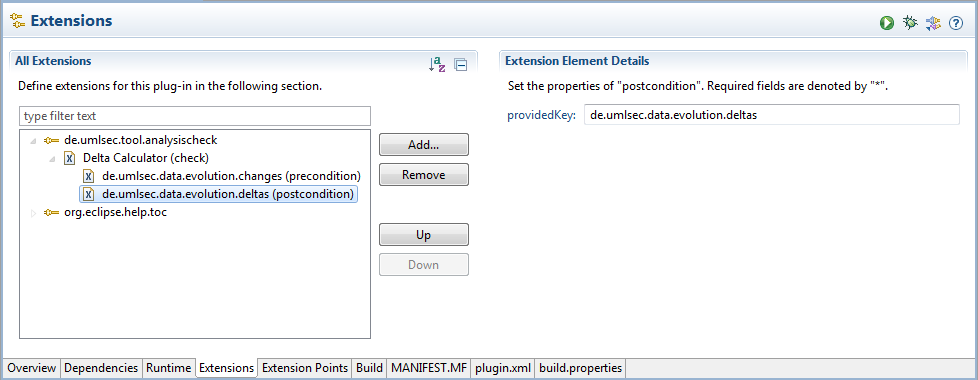 Extensions
All Extensions
Define extensions for this plug-in in the following section.
type filter text
de.umlsec.tool.analysischeck
Delta Calculator (check)
de.umlsec.data.evolution.changes (precondition)
de.umlsec.data.evolution.deltas (postcondition)
org.eclipse.help.toc
Add...
Remove
Up
Down
Extension Element Details
Set the properties of "postcondition". Required fields are denoted by "*".
providedKey: de.umlsec.data.evolution.deltas
Overview Dependencies Runtime Extensions Extension Points Build MANIFEST.MF plugin.xml build.properties